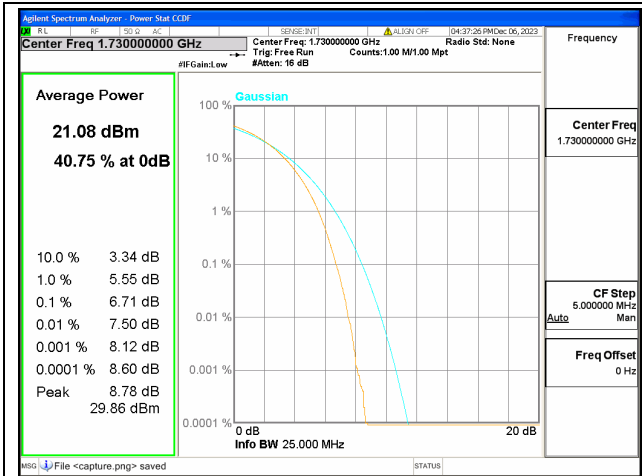 Agilent Spectrum Analyzer - Power Stat CCDF
RL RF 50 Ω AC SENSE:INT ALIGN OFF 04:37:26 PM Dec 06, 2023
Center Freq 1.730000000 GHz
Center Freq: 1.730000000 GHz Radio Std: None
Trig: Free Run Counts:1.00 M/1.00 Mpt
#IFGain:Low #Atten: 16 dB
Frequency
Average Power
21.08 dBm
40.75 % at 0dB
10.0 % 3.34 dB
1.0 % 5.55 dB
0.1 % 6.71 dB
0.01 % 7.50 dB
0.001 % 8.12 dB
0.0001 % 8.60 dB
Peak 8.78 dB
29.86 dBm
Gaussian
100 %
10 %
1 %
0.1 %
0.01 %
0.001 %
0.0001 %
0 dB 20 dB
Info BW 25.000 MHz
Center Freq
1.730000000 GHz
CF Step
5.000000 MHz
Auto Man
Freq Offset
0 Hz
MSG File <capture.png> saved STATUS